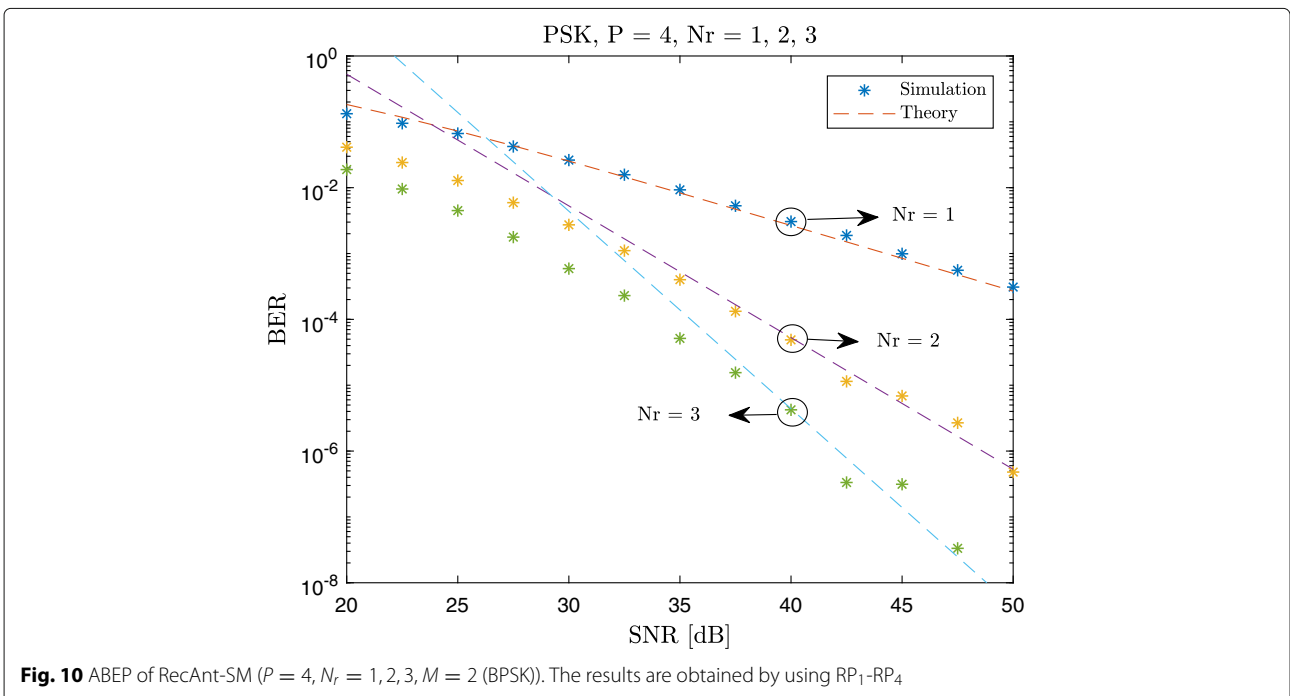 PSK, P = 4, Nr = 1, 2, 3
10^0
10^-2
10^-4
10^-6
10^-8
BER
Simulation
Theory
Nr = 1
Nr = 2
Nr = 3
20 25 30 35 40 45 50
SNR [dB]
Fig. 10 ABEP of RecAnt-SM (P = 4, N_r = 1, 2, 3, M = 2 (BPSK)). The results are obtained by using RP_1-RP_4